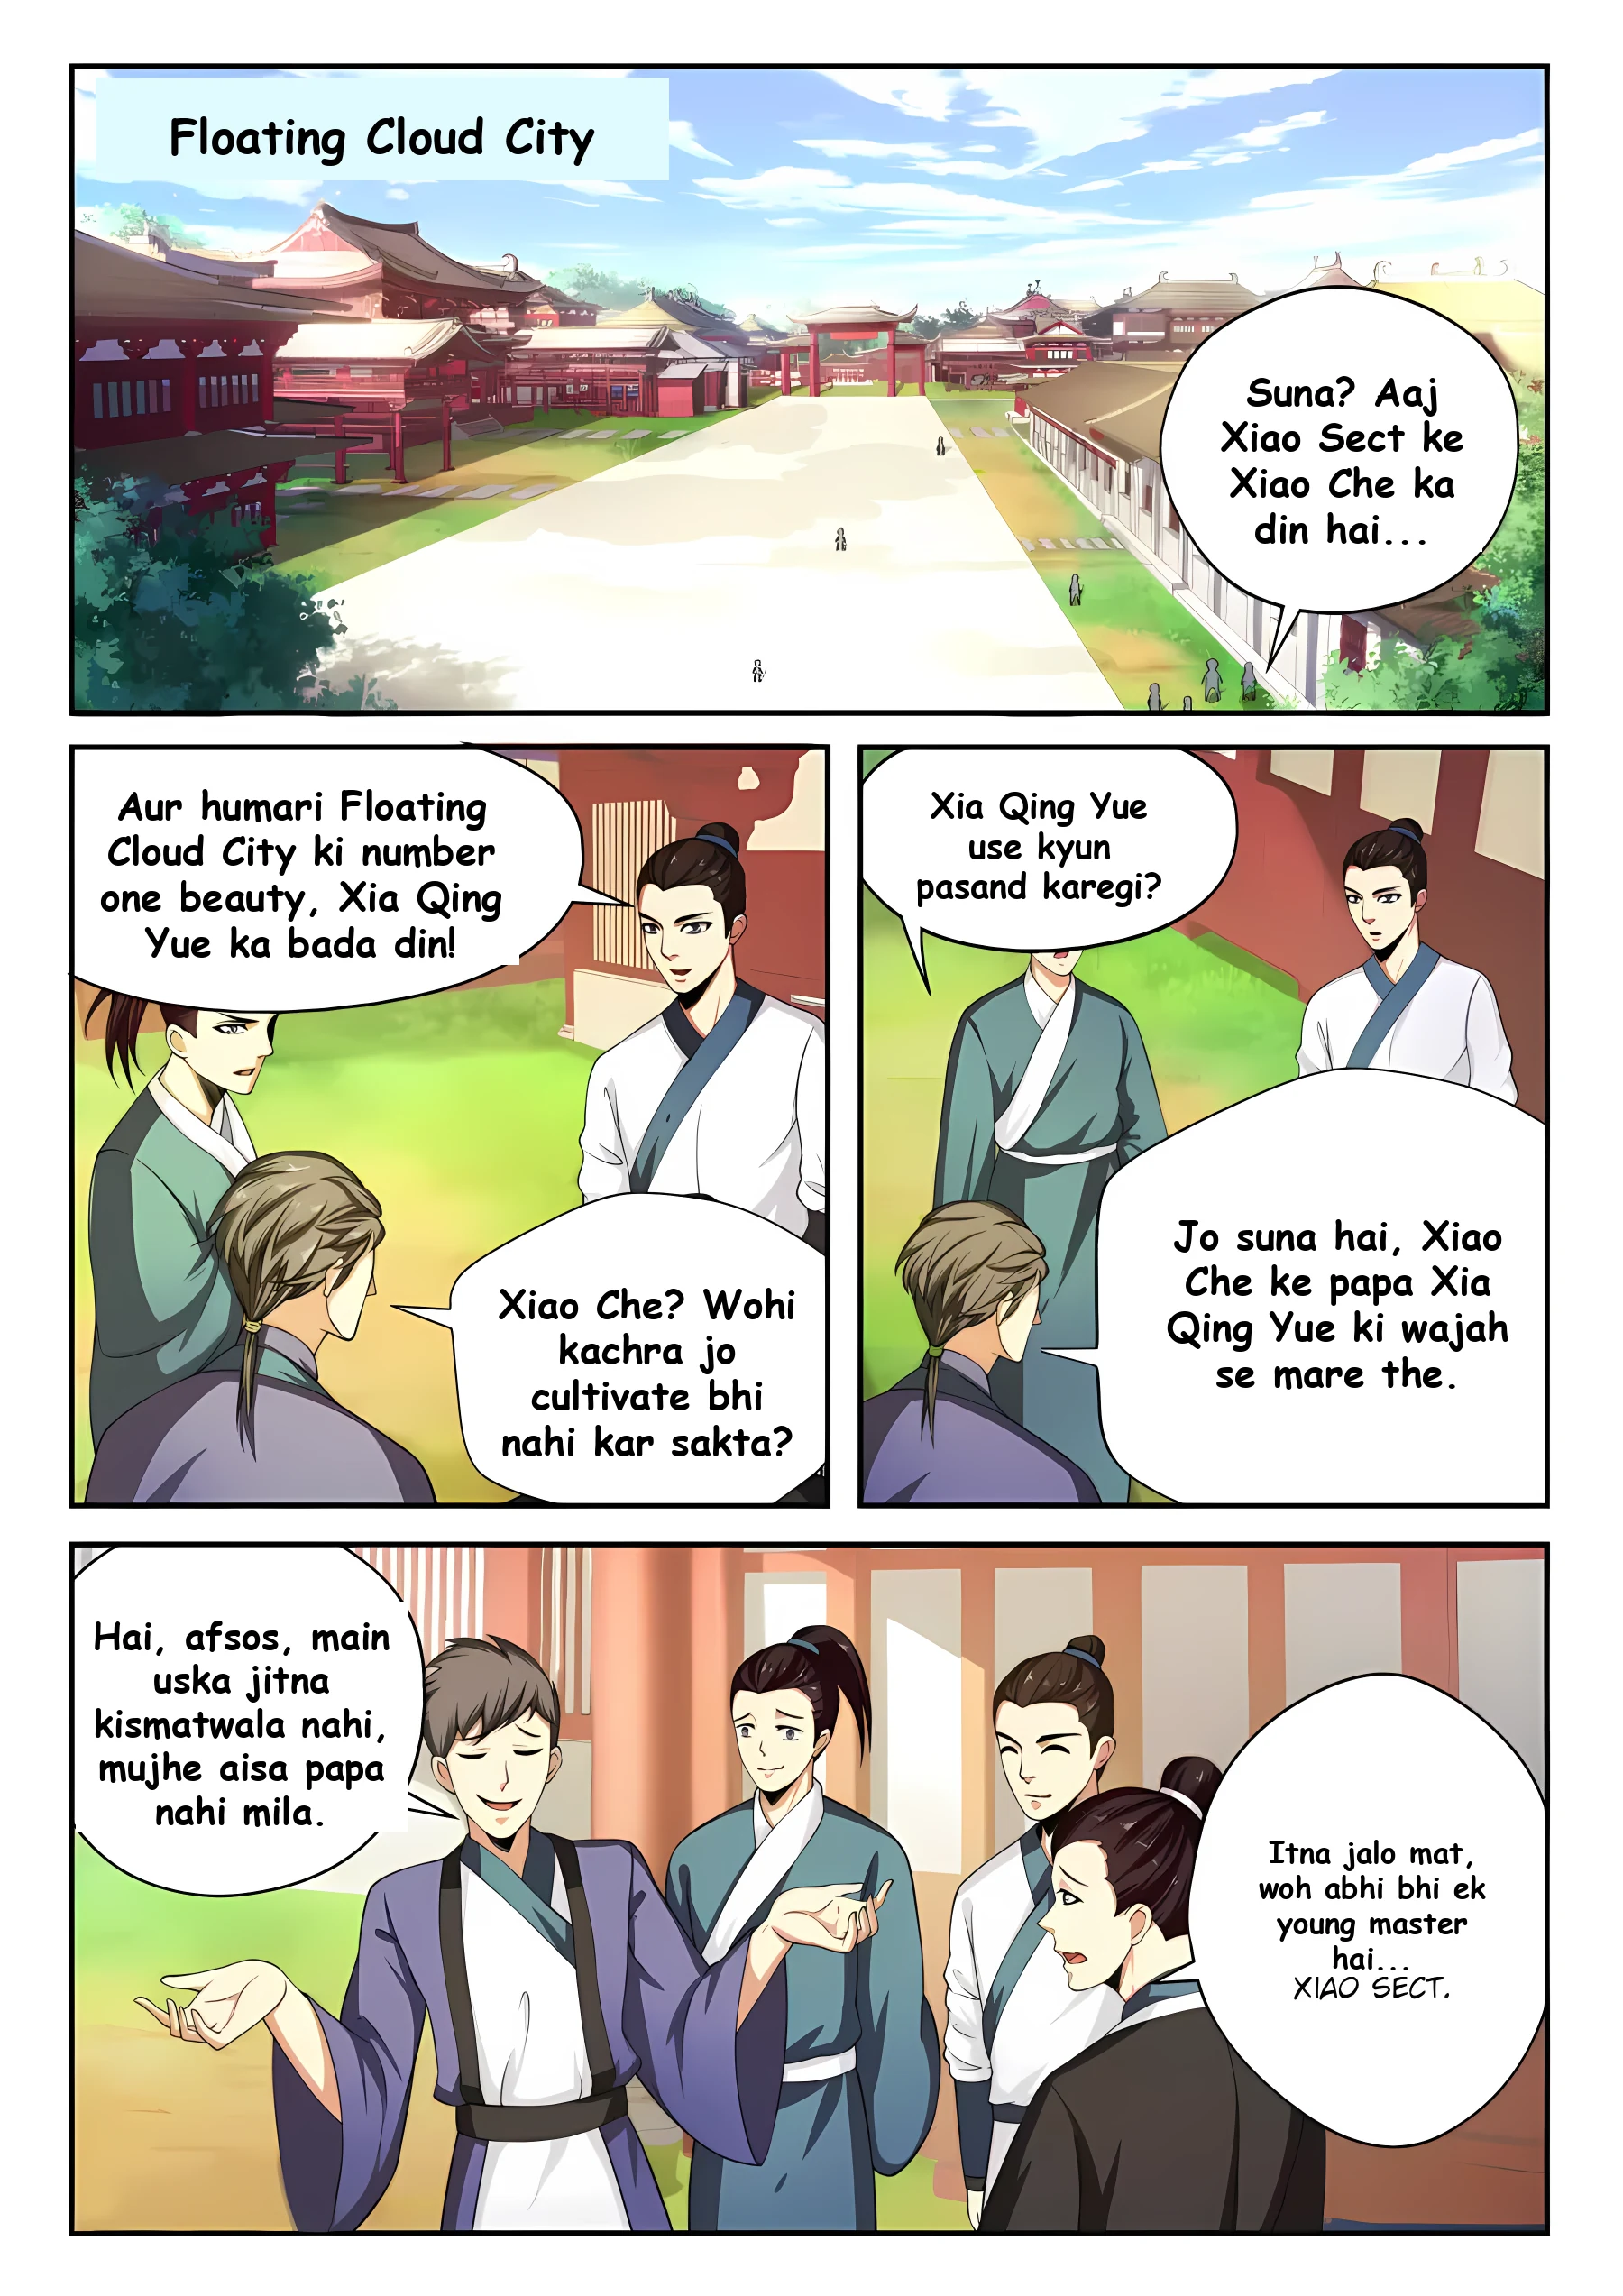 Floating Cloud City
Suna? Aaj
Xiao Sect ke
Xiao Che ka
din hai...
Aur humari Floating
Cloud City ki number
one beauty, Xia Qing
Yue ka bada din!
Xiao Che? Wohi
kachra jo
cultivate bhi
nahi kar sakta?
Xia Qing Yue
use kyun
pasand karegi?
Jo suna hai, Xiao
Che ke papa Xia
Qing Yue ki wajah
se mare the.
Hai, afsos, main
uska jitna
kismatwala nahi,
mujhe aisa papa
nahi mila.
Itna jalo mat,
woh abhi bhi ek
young master
hai...
XIAO SECT.